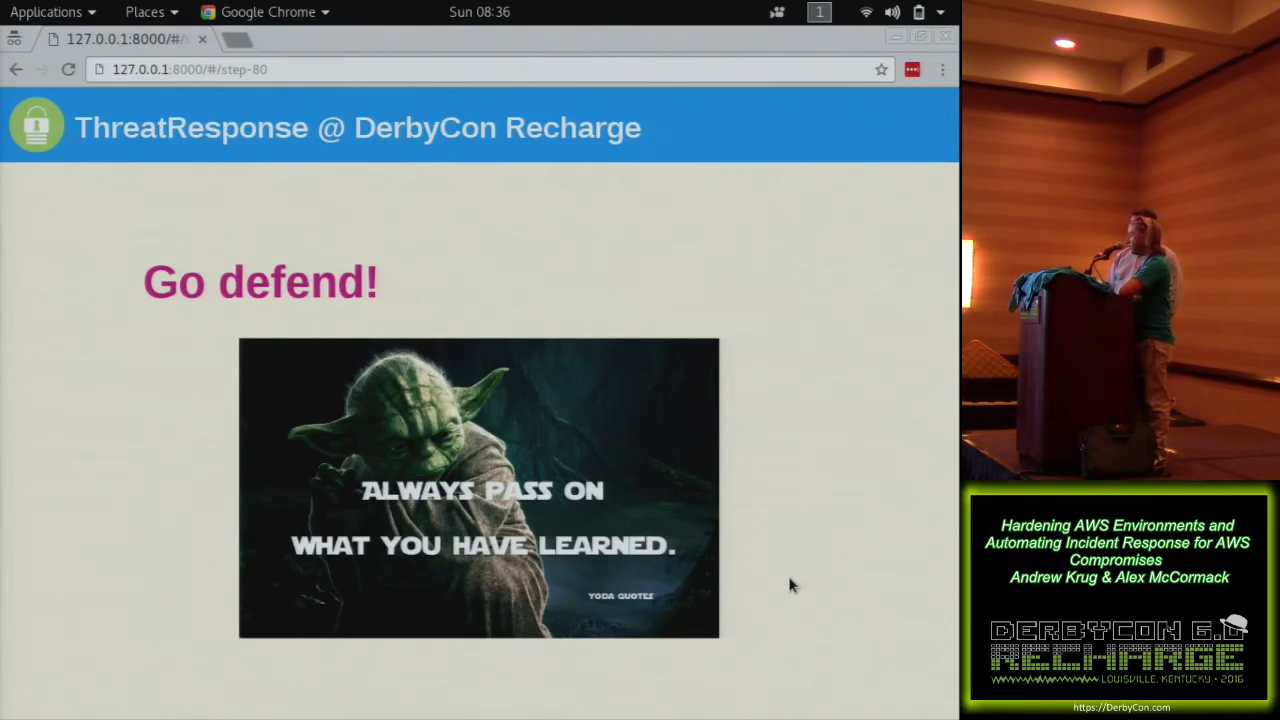 Applications
Places
Google Chrome
Sun 08:36
1
127.0.0.1:8000/#/
127.0.0.1:8000/#/step-80
ThreatResponse @ DerbyCon Recharge
Go defend!
ALWAYS PASS ON
WHAT YOU HAVE LEARNED.
YODA QUOTES
Hardening AWS Environments and
Automating Incident Response for AWS
Compromises
Andrew Krug & Alex McCormack
DERBYCON 6.0
RECHARGE
LOUISVILLE, KENTUCKY • 2016
https://DerbyCon.com